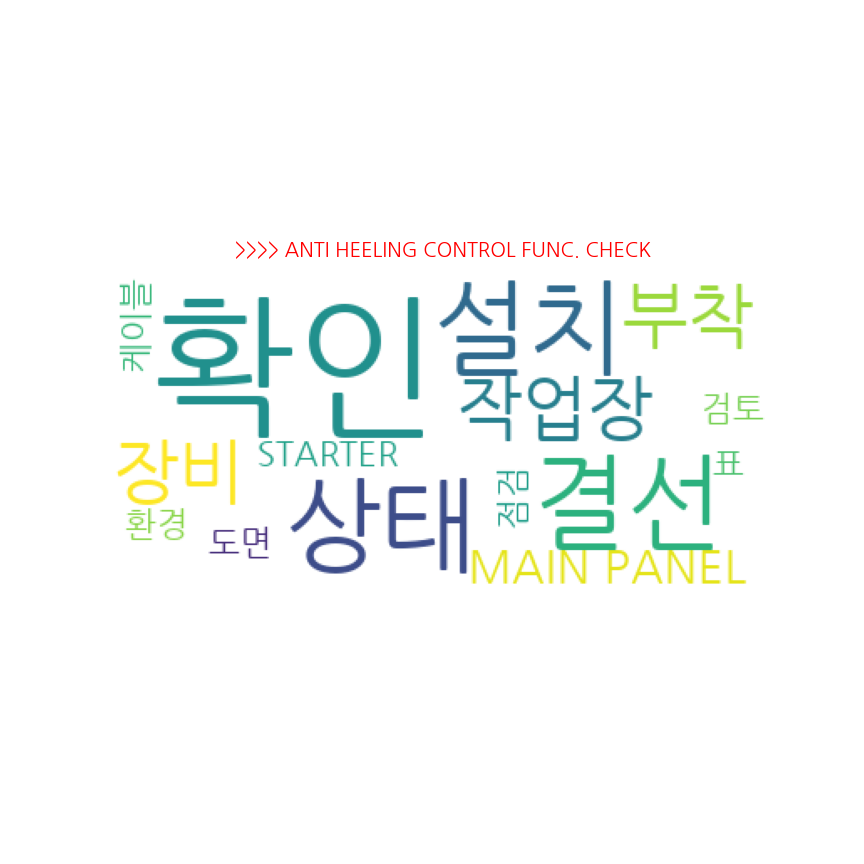 >>>> ANTI HEELING CONTROL FUNC. CHECK
케이블
확인
설치
부착
작업장
검토
장비
STARTER
표
점검
결선
상태
환경
도면
MAIN PANEL